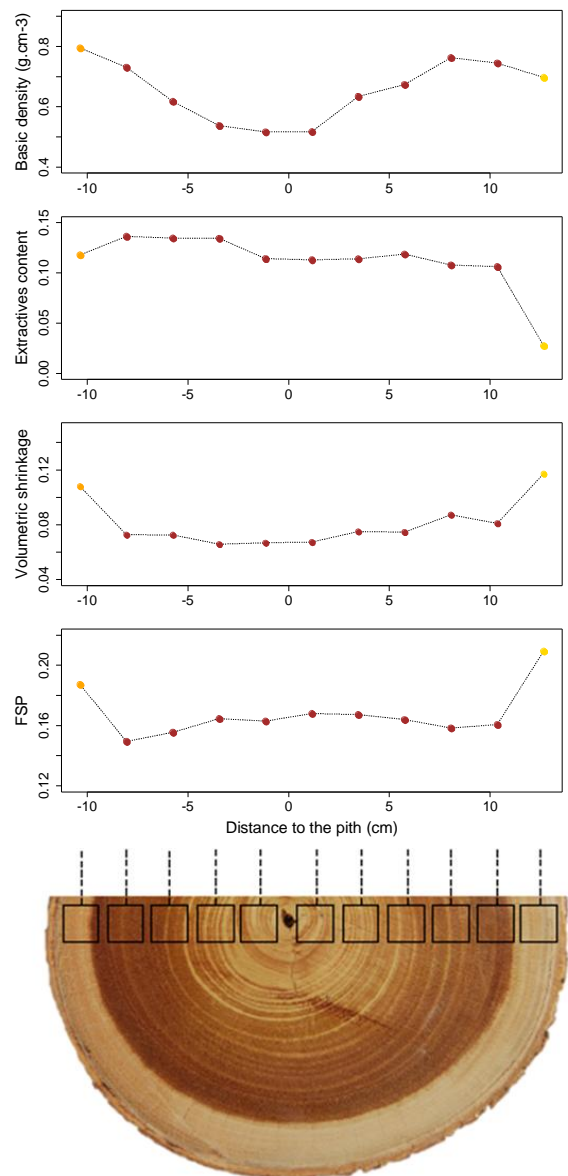 Basic density (g.cm-3)
0.4 0.6 0.8
-10 -5 0 5 10
Extractives content
0.00 0.05 0.10 0.15
-10 -5 0 5 10
Volumetric shrinkage
0.04 0.08 0.12
-10 -5 0 5 10
FSP
0.12 0.16 0.20
-10 -5 0 5 10
Distance to the pith (cm)